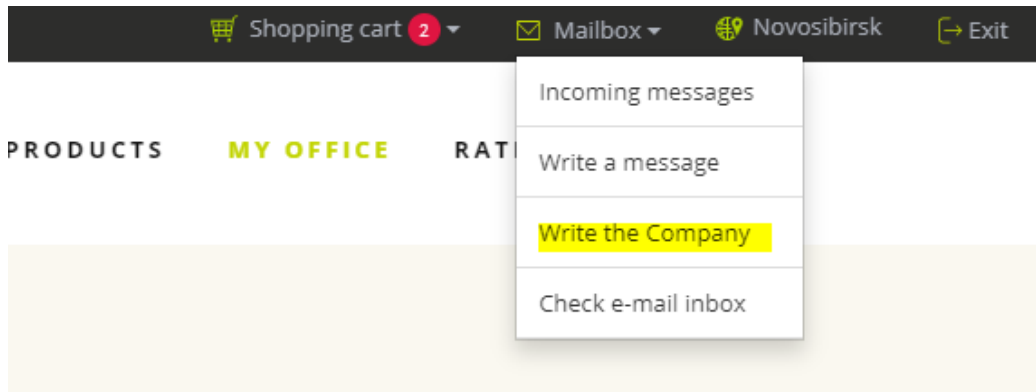 Shopping cart 2 Mailbox Novosibirsk Exit
Incoming messages
PRODUCTS MY OFFICE
Write a message
Write the Company
Check e-mail inbox